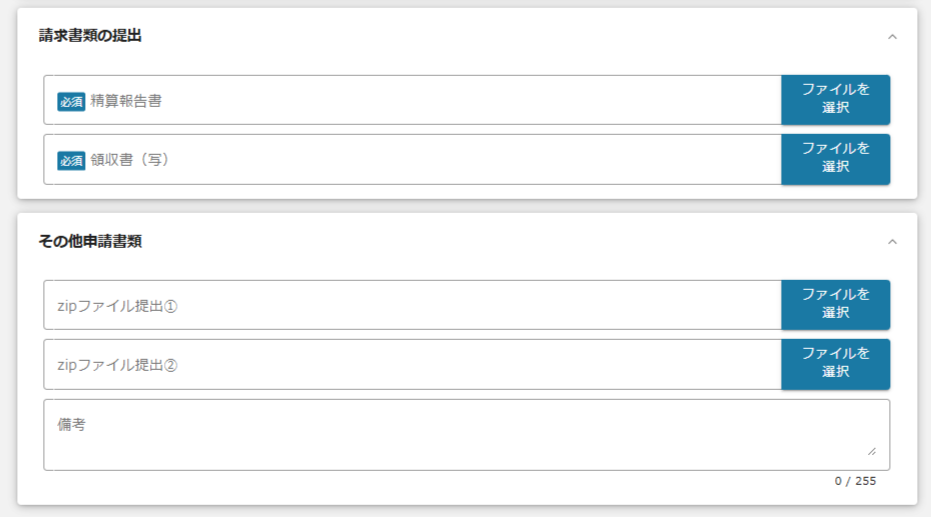 請求書類の提出
必須 精算報告書
ファイルを
選択
必須 領収書（写）
ファイルを
選択
その他申請書類
zipファイル提出①
ファイルを
選択
zipファイル提出②
ファイルを
選択
備考
0 / 255